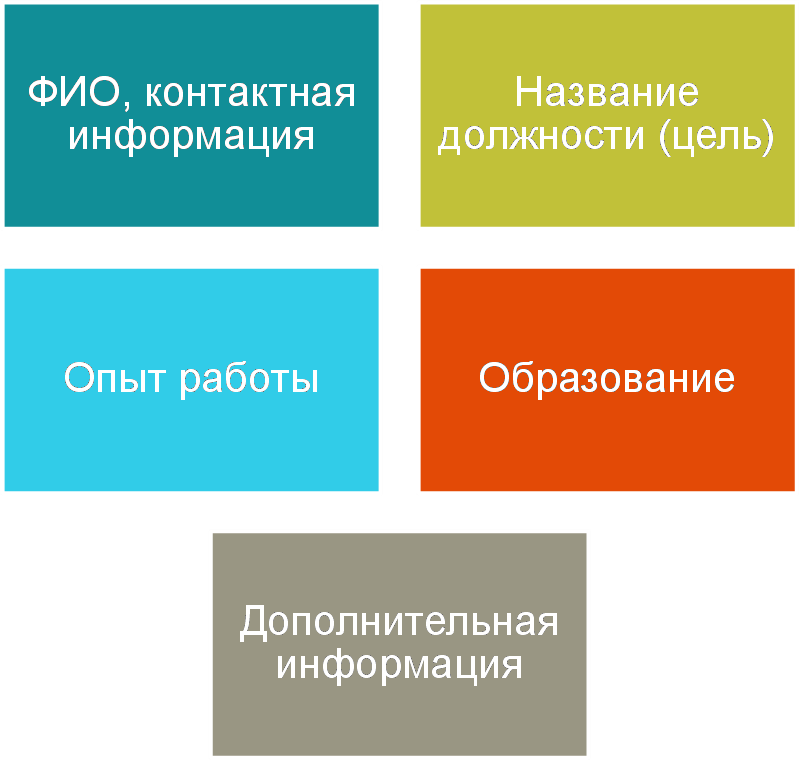 ФИО, контактная
информация
Название
должности (цель)
Опыт работы
Образование
Дополнительная
информация